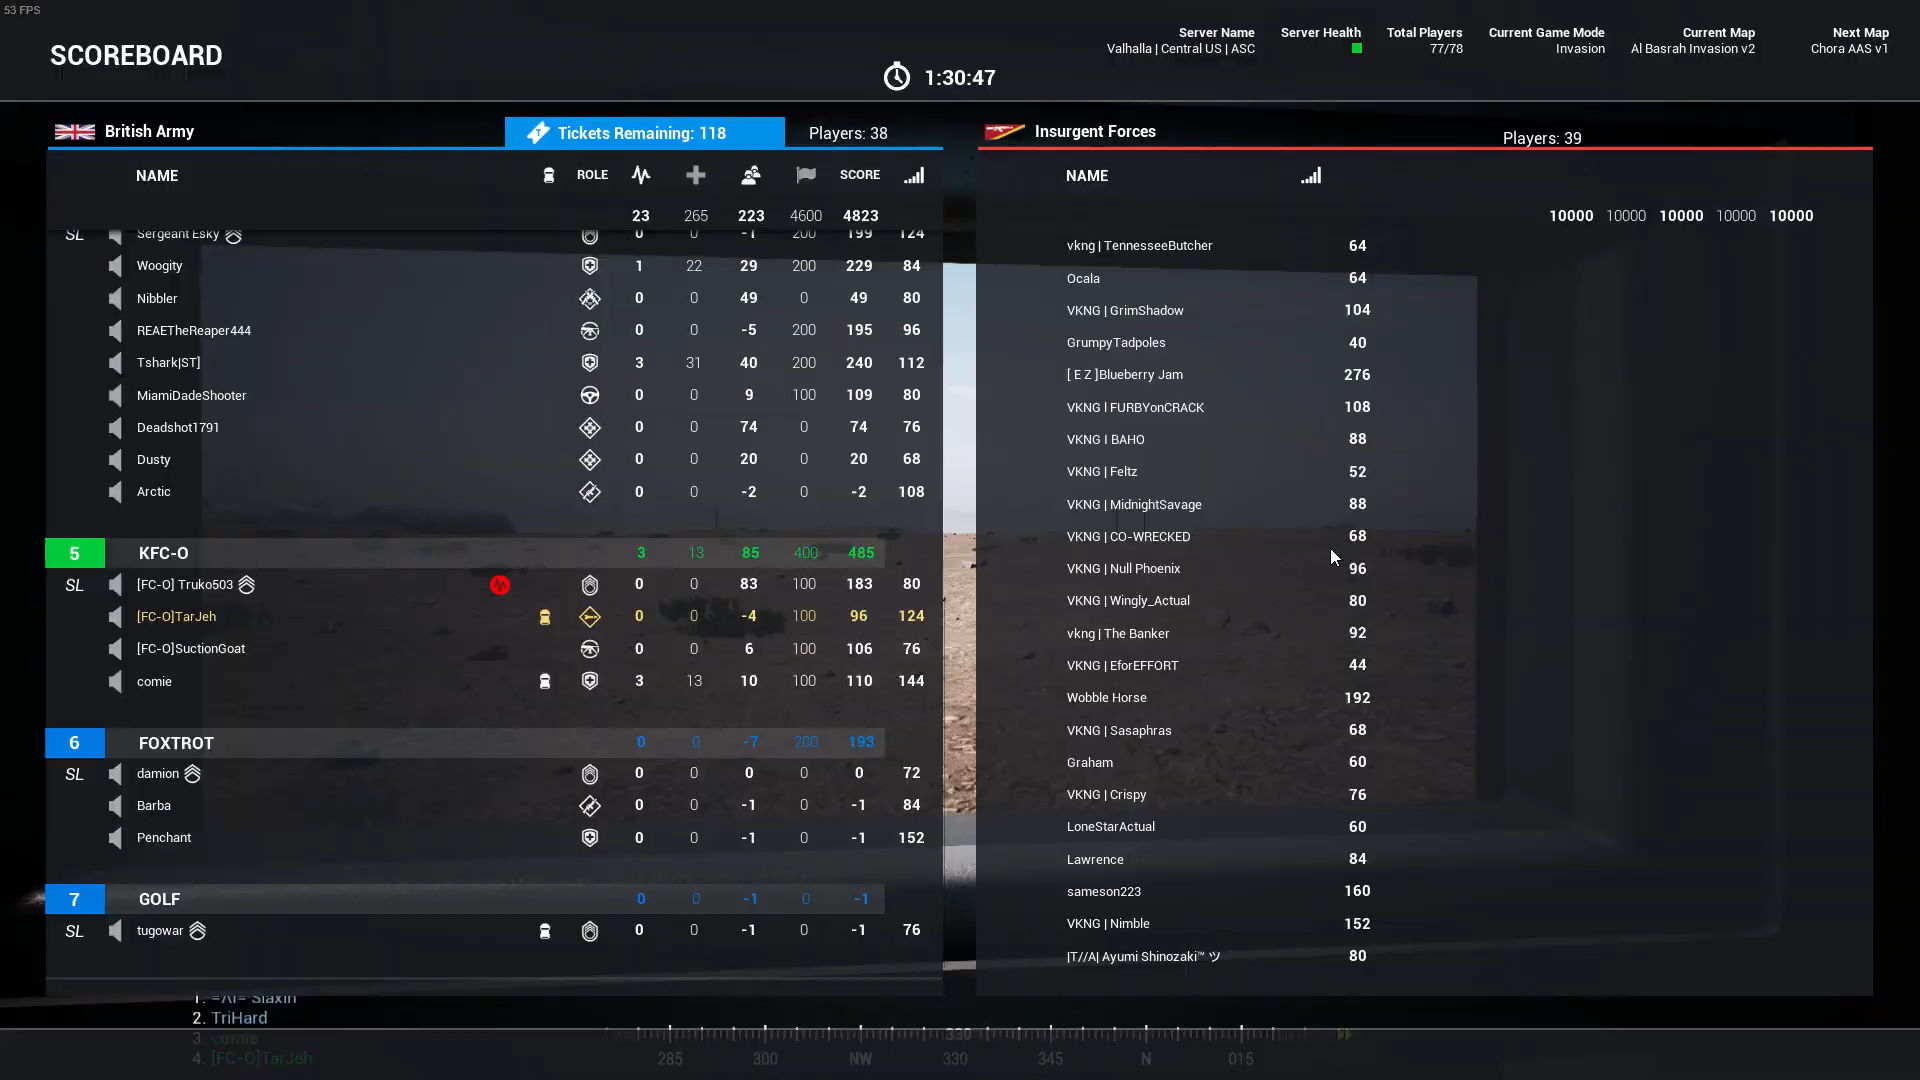 53 FPS
SCOREBOARD
Server Name Server Health Total Players Current Game Mode Current Map Next Map
Valhalla | Central US | ASC 77/78 Invasion Al Basrah Invasion v2 Chora AAS v1
1:30:47
British Army Tickets Remaining: 118 Players: 38
NAME ROLE SCORE
23 265 223 4600 4823
SL Sergeant Esky 0 0 -1 200 199 124
Woogity 1 22 29 200 229 84
Nibbler 0 0 49 0 49 80
REAETheReaper444 0 0 -5 200 195 96
Tshark|ST] 3 31 40 200 240 112
MiamiDadeShooter 0 0 9 100 109 80
Deadshot1791 0 0 74 0 74 76
Dusty 0 0 20 0 20 68
Arctic 0 0 -2 0 -2 108
5 KFC-O 3 13 85 400 485
SL [FC-O] Truko503 0 0 83 100 183 80
[FC-O]TarJeh 0 0 -4 100 96 124
[FC-O]SuctionGoat 0 0 6 100 106 76
comie 3 13 10 100 110 144
6 FOXTROT 0 0 -7 200 193
SL damion 0 0 0 0 0 72
Barba 0 0 -1 0 -1 84
Penchant 0 0 -1 0 -1 152
7 GOLF 0 0 -1 0 -1
SL tugowar 0 0 -1 0 -1 76
Insurgent Forces Players: 39
NAME
10000 10000 10000 10000 10000
vkng | TennesseeButcher 64
Ocala 64
VKNG | GrimShadow 104
GrumpyTadpoles 40
[ E Z ]Blueberry Jam 276
VKNG l FURBYonCRACK 108
VKNG I BAHO 88
VKNG | Feltz 52
VKNG | MidnightSavage 88
VKNG | CO-WRECKED 68
VKNG | Null Phoenix 96
VKNG | Wingly_Actual 80
vkng | The Banker 92
VKNG | EforEFFORT 44
Wobble Horse 192
VKNG | Sasaphras 68
Graham 60
VKNG | Crispy 76
LoneStarActual 60
Lawrence 84
sameson223 160
VKNG | Nimble 152
|T//A| Ayumi Shinozaki™ ツ 80
1.
2. TriHard
3. comie
4. [FC-O]TarJeh
330
285 300 NW 330 345 N 015